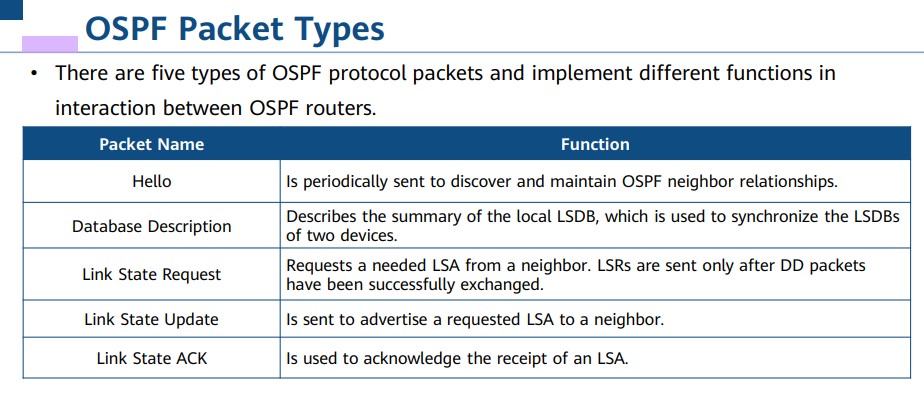 OSPF Packet Types
• There are five types of OSPF protocol packets and implement different functions in
interaction between OSPF routers.
Packet Name Function
Hello Is periodically sent to discover and maintain OSPF neighbor relationships.
Database Description Describes the summary of the local LSDB, which is used to synchronize the LSDBs
of two devices.
Link State Request Requests a needed LSA from a neighbor. LSRs are sent only after DD packets
have been successfully exchanged.
Link State Update Is sent to advertise a requested LSA to a neighbor.
Link State ACK Is used to acknowledge the receipt of an LSA.